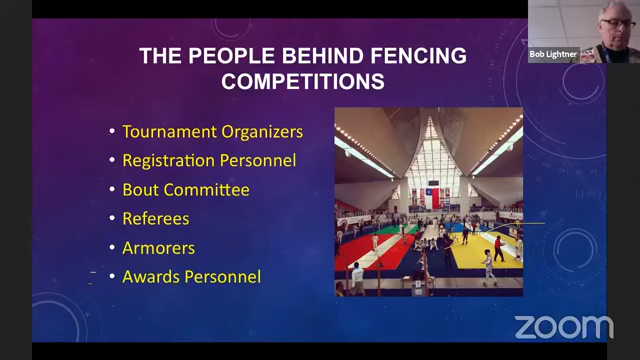 THE PEOPLE BEHIND FENCING
COMPETITIONS
• Tournament Organizers
• Registration Personnel
• Bout Committee
• Referees
• Armorers
• Awards Personnel
Bob Lightner
zoom